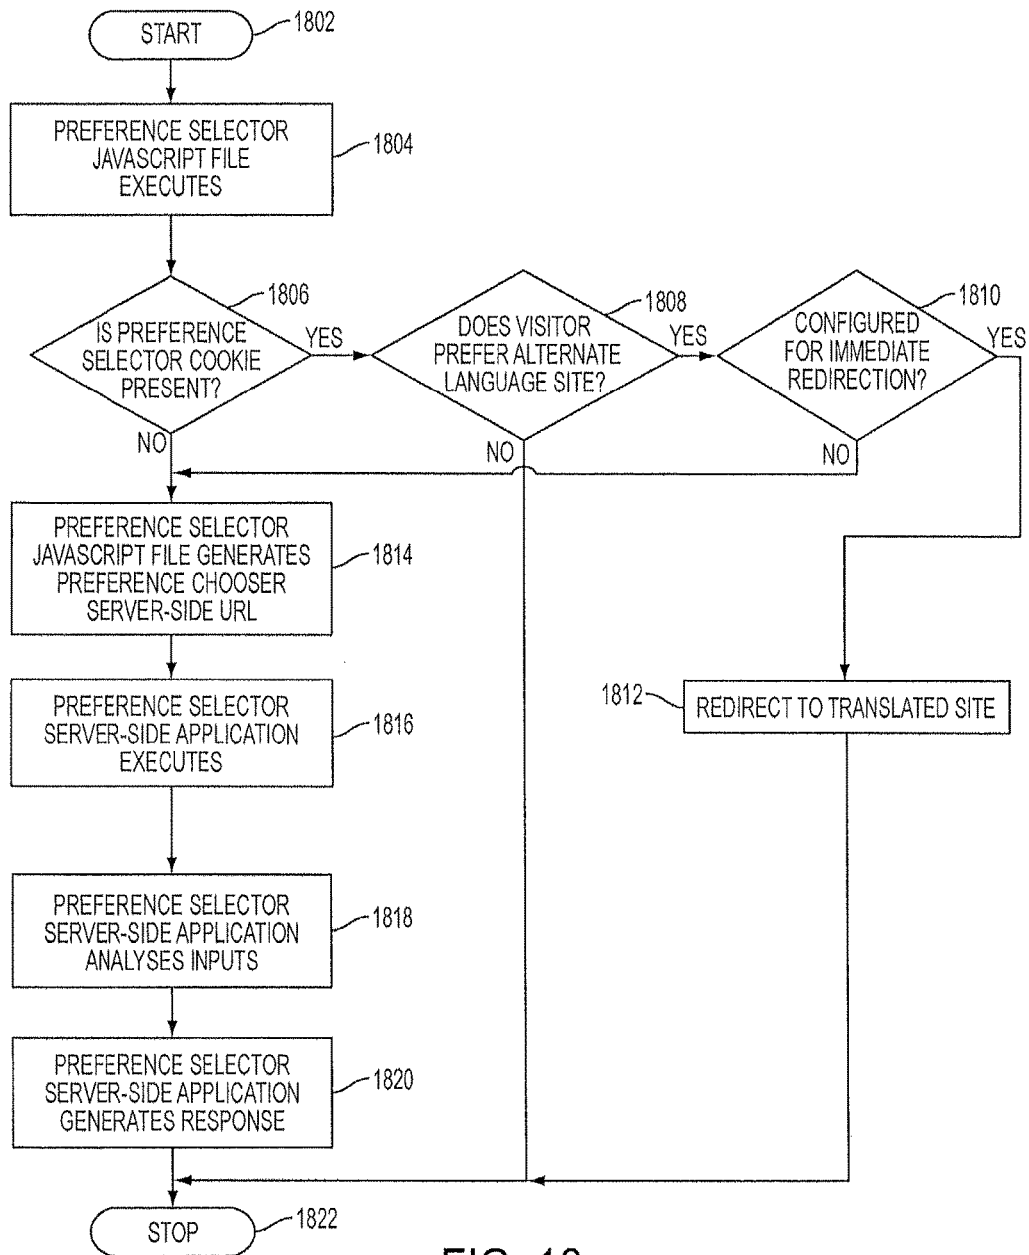 START
1802
PREFERENCE SELECTOR
JAVASCRIPT FILE
EXECUTES
1804
IS PREFERENCE
SELECTOR COOKIE
PRESENT?
1806
YES
NO
DOES VISITOR
PREFER ALTERNATE
LANGUAGE SITE?
1808
YES
NO
CONFIGURED
FOR IMMEDIATE
REDIRECTION?
1810
YES
NO
PREFERENCE SELECTOR
JAVASCRIPT FILE GENERATES
PREFERENCE CHOOSER
SERVER-SIDE URL
1814
PREFERENCE SELECTOR
SERVER-SIDE APPLICATION
EXECUTES
1816
1812
REDIRECT TO TRANSLATED SITE
PREFERENCE SELECTOR
SERVER-SIDE APPLICATION
ANALYSES INPUTS
1818
PREFERENCE SELECTOR
SERVER-SIDE APPLICATION
GENERATES RESPONSE
1820
STOP
1822